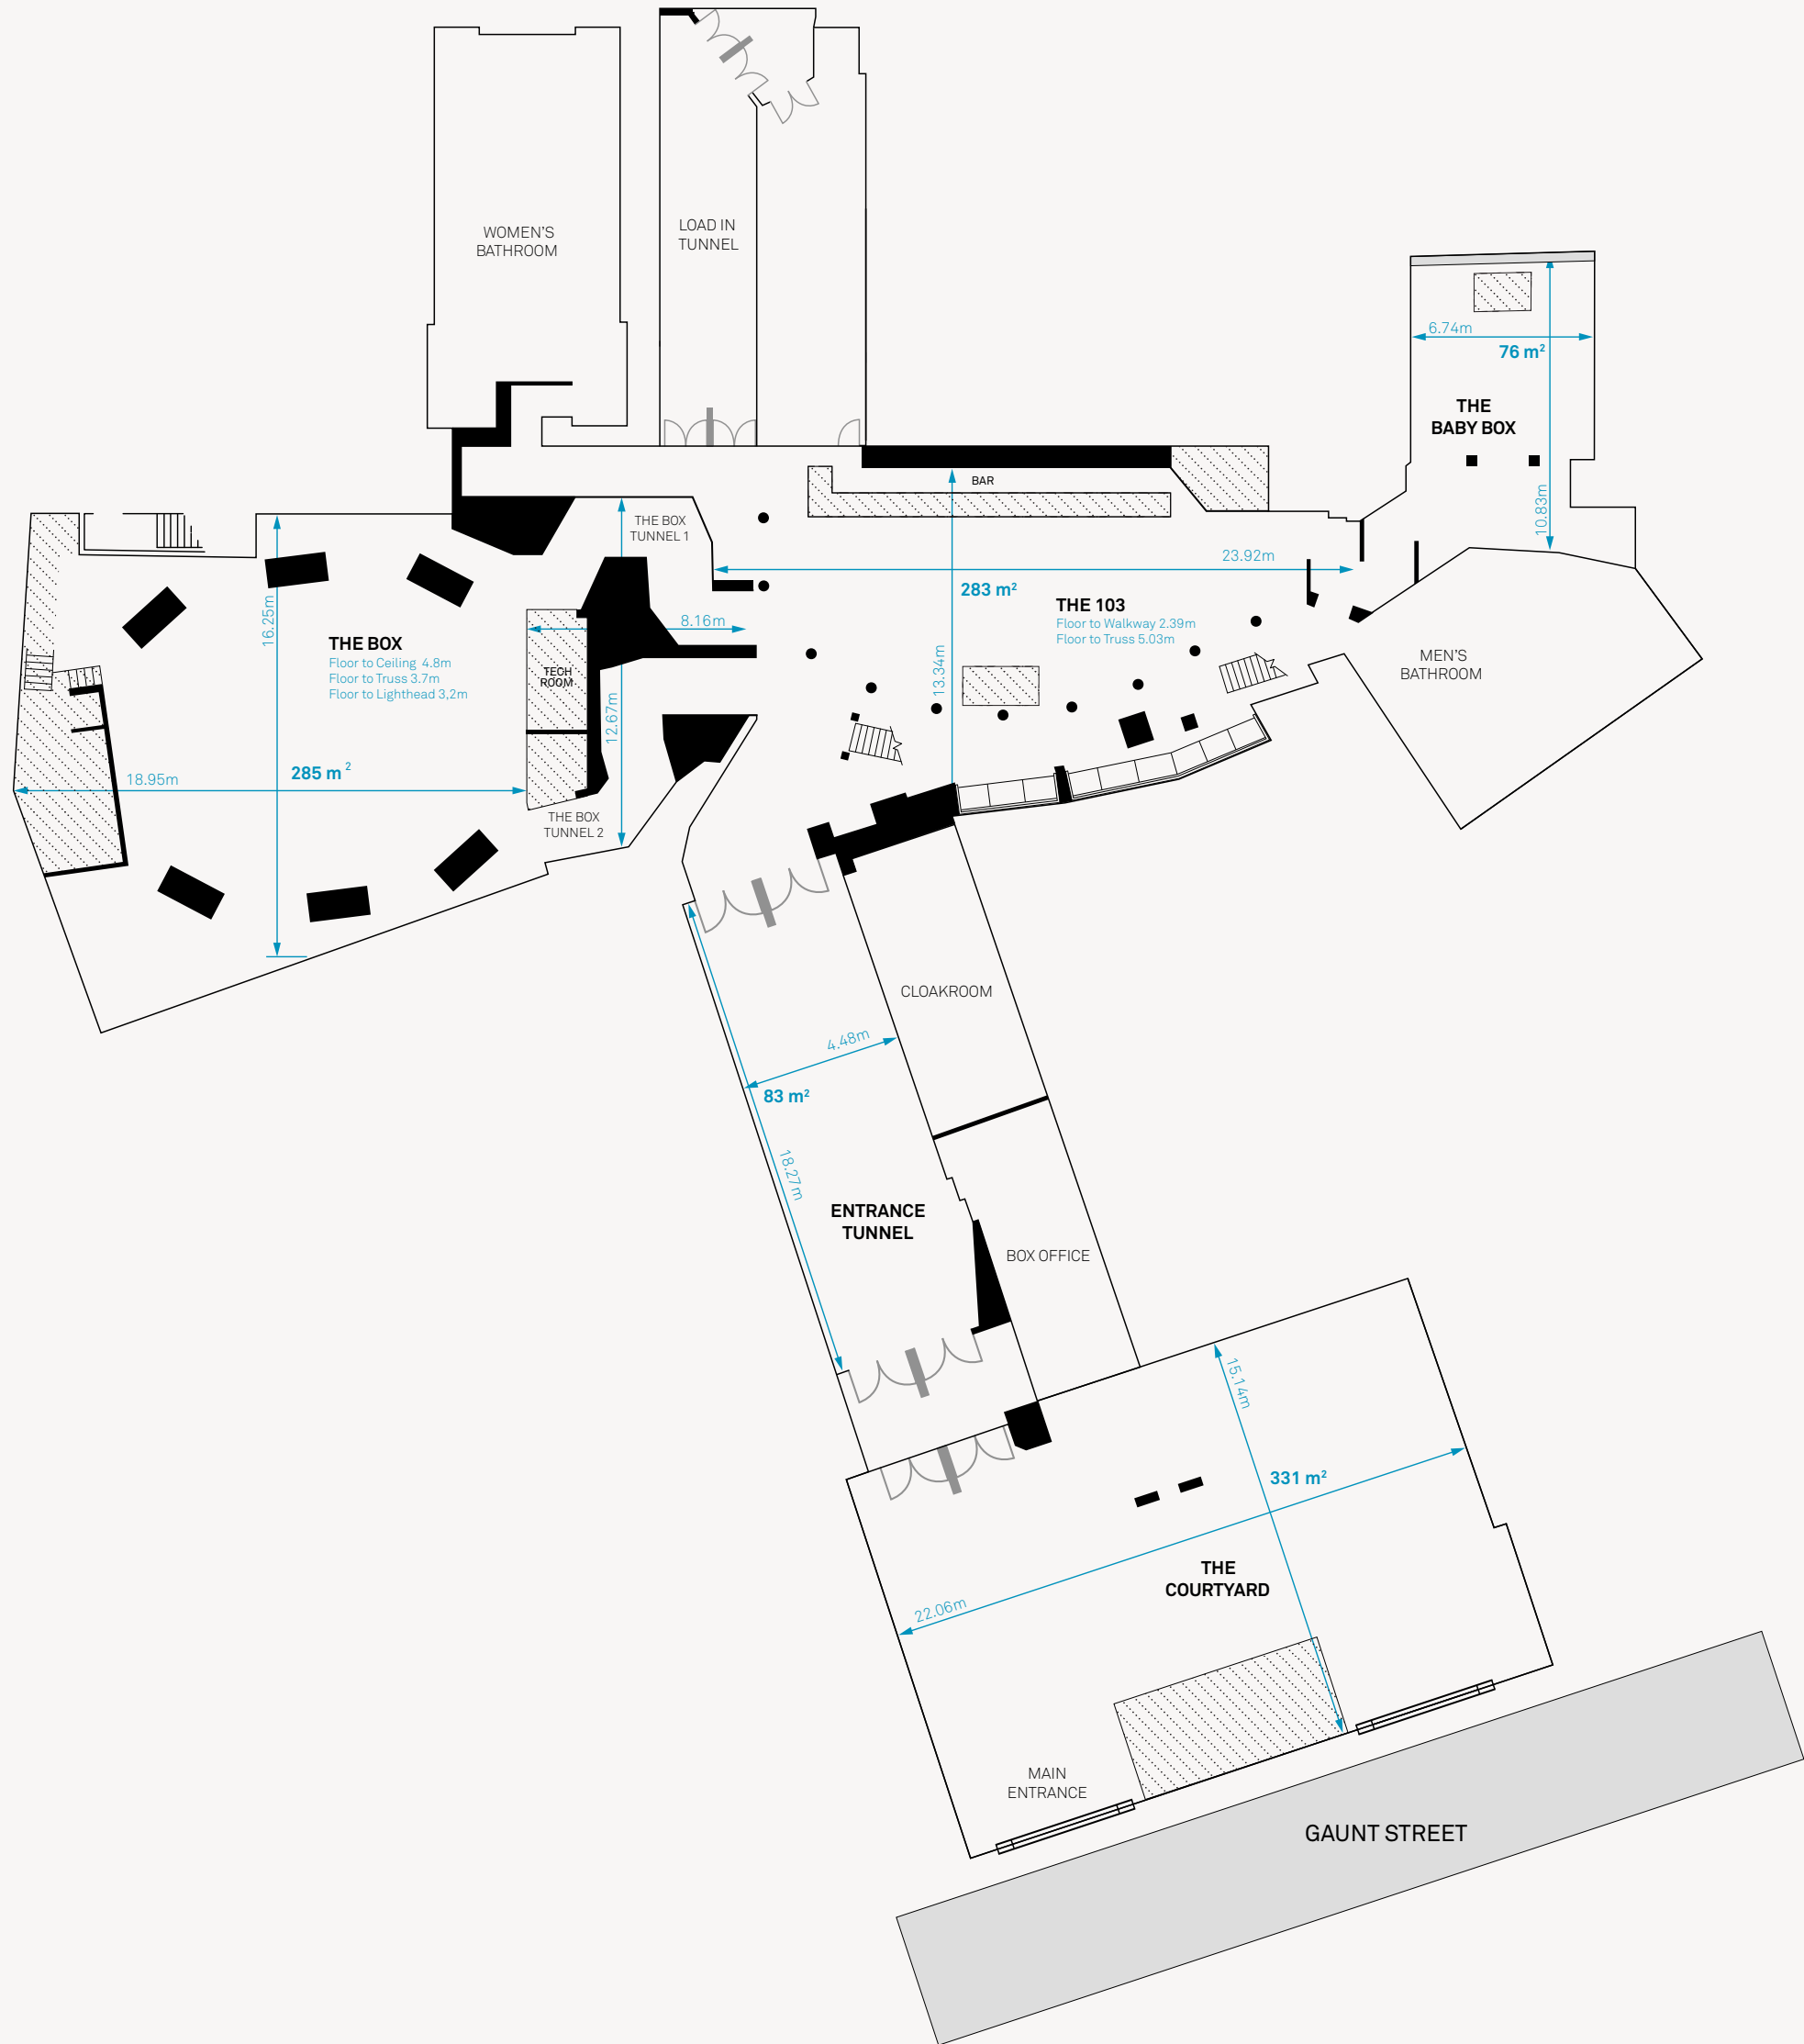 WOMEN'S
BATHROOM
LOAD IN
TUNNEL
6.74m
76 m²
THE
BABY BOX
10.83m
BAR
THE BOX
TUNNEL 1
23.92m
283 m²
THE 103
Floor to Walkway 2.39m
Floor to Truss 5.03m
13.34m
MEN'S
BATHROOM
16.25m
THE BOX
Floor to Ceiling 4.8m
Floor to Truss 3.7m
Floor to Lighthead 3,2m
8.16m
TECH
ROOM
12.67m
18.95m
285 m²
THE BOX
TUNNEL 2
CLOAKROOM
4.48m
83 m²
18.27m
ENTRANCE
TUNNEL
BOX OFFICE
15.14m
331 m²
THE
COURTYARD
22.06m
MAIN
ENTRANCE
GAUNT STREET